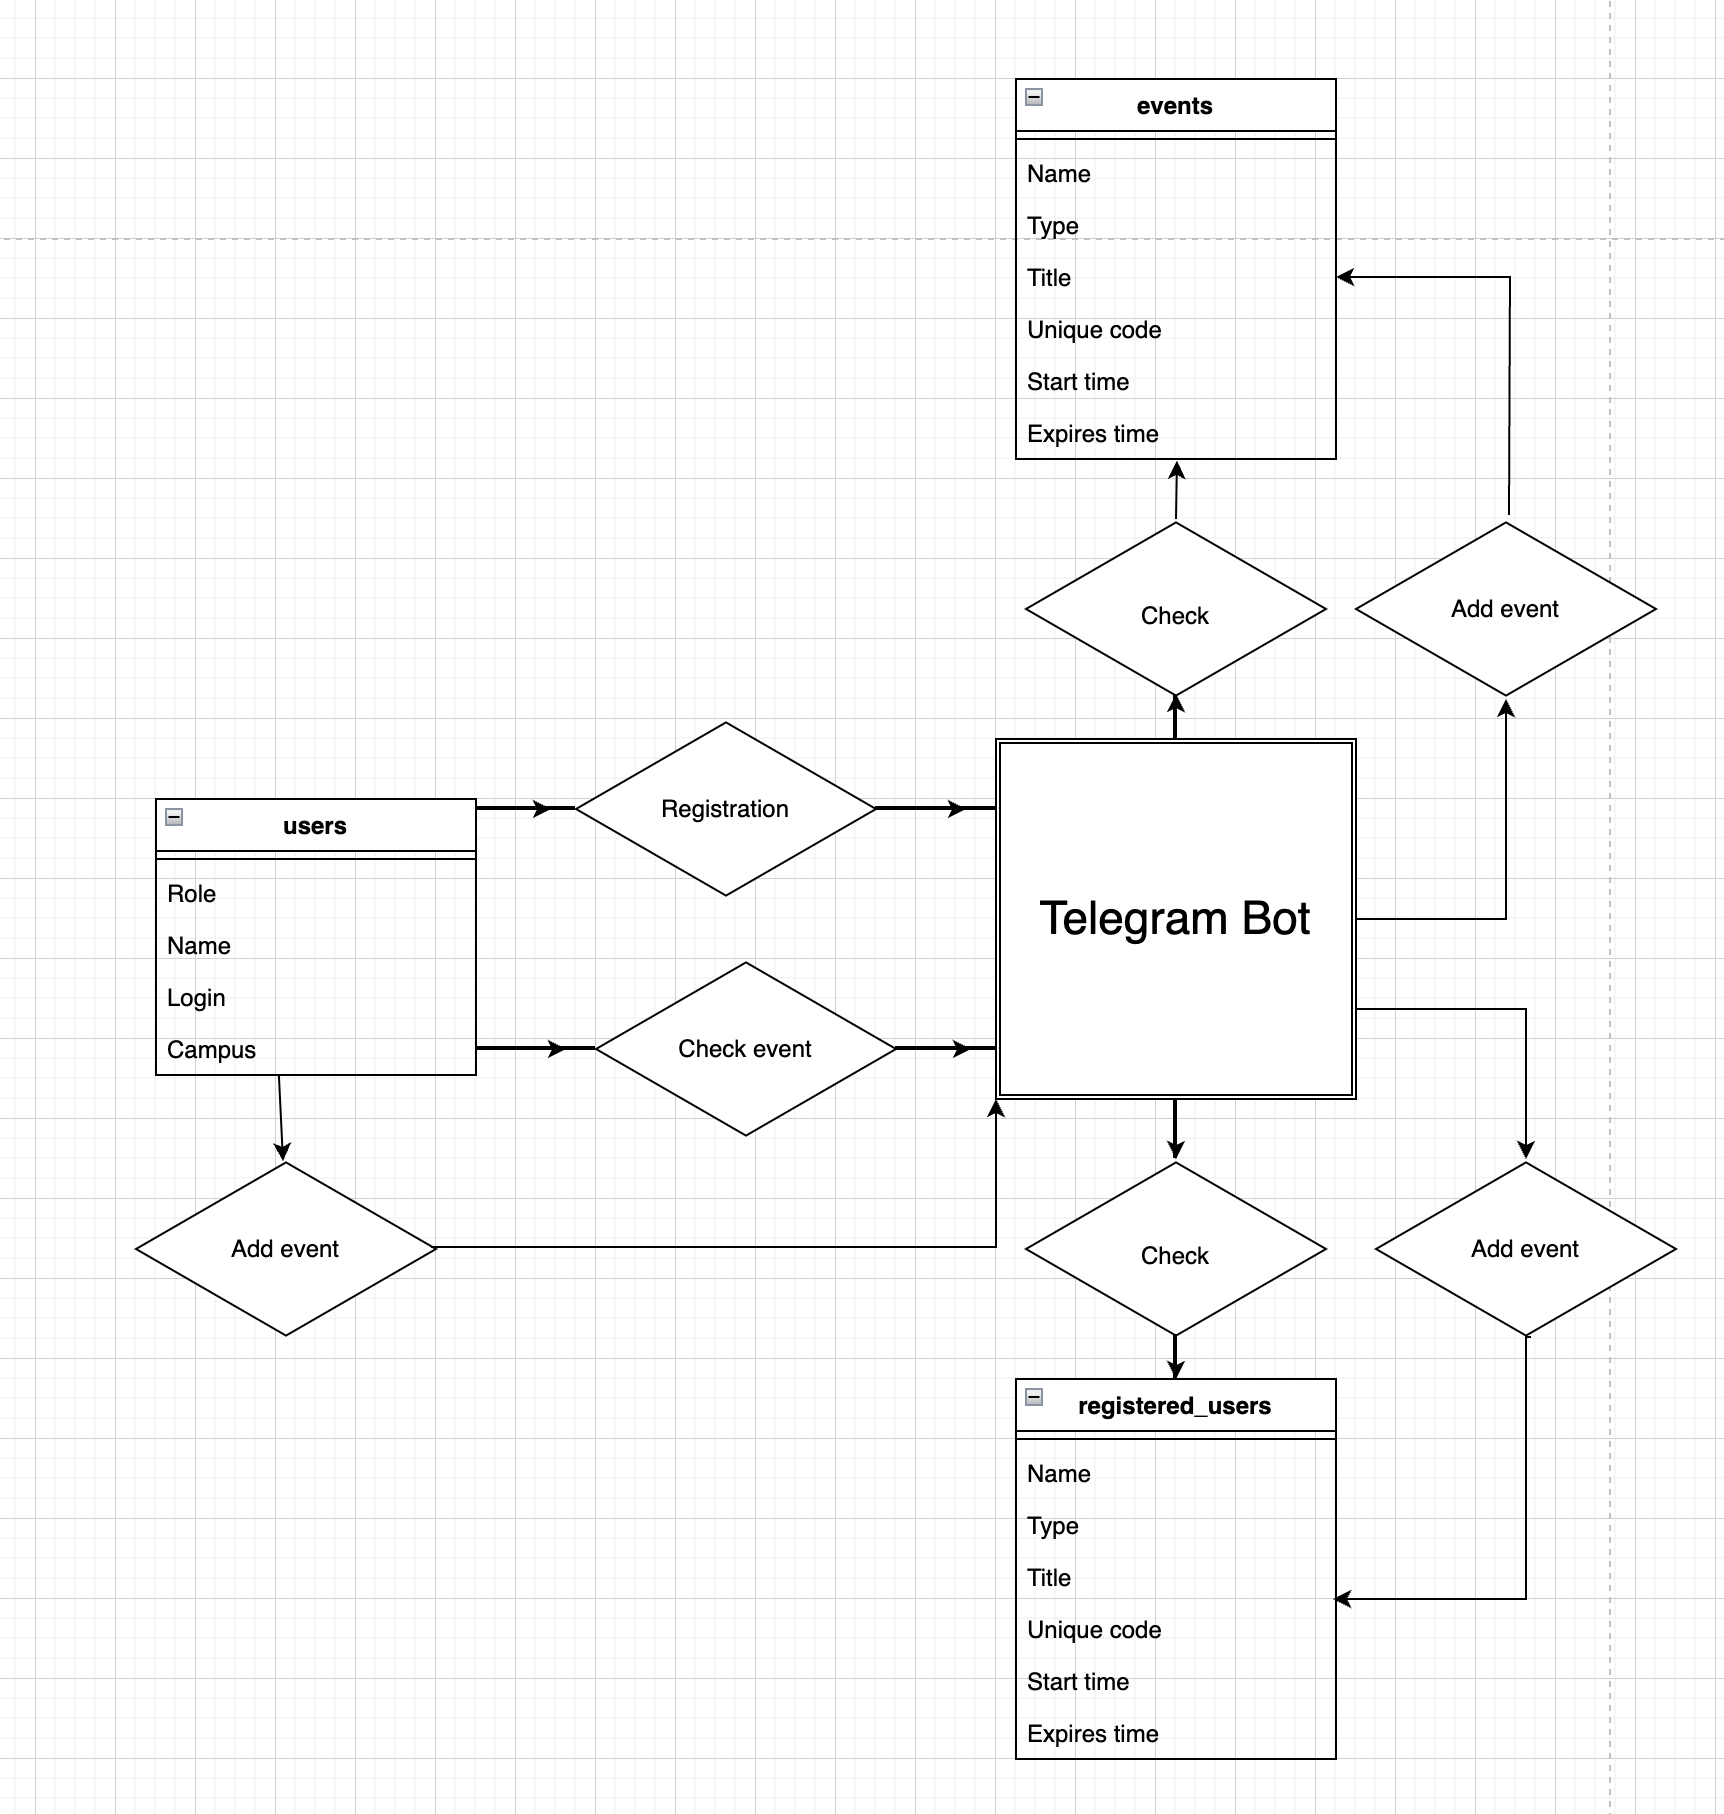 events
Name
Type
Title
Unique code
Start time
Expires time
Check
Add event
Registration
users
Role
Name
Login
Campus
Telegram Bot
Check event
Add event
Check
Add event
registered_users
Name
Type
Title
Unique code
Start time
Expires time